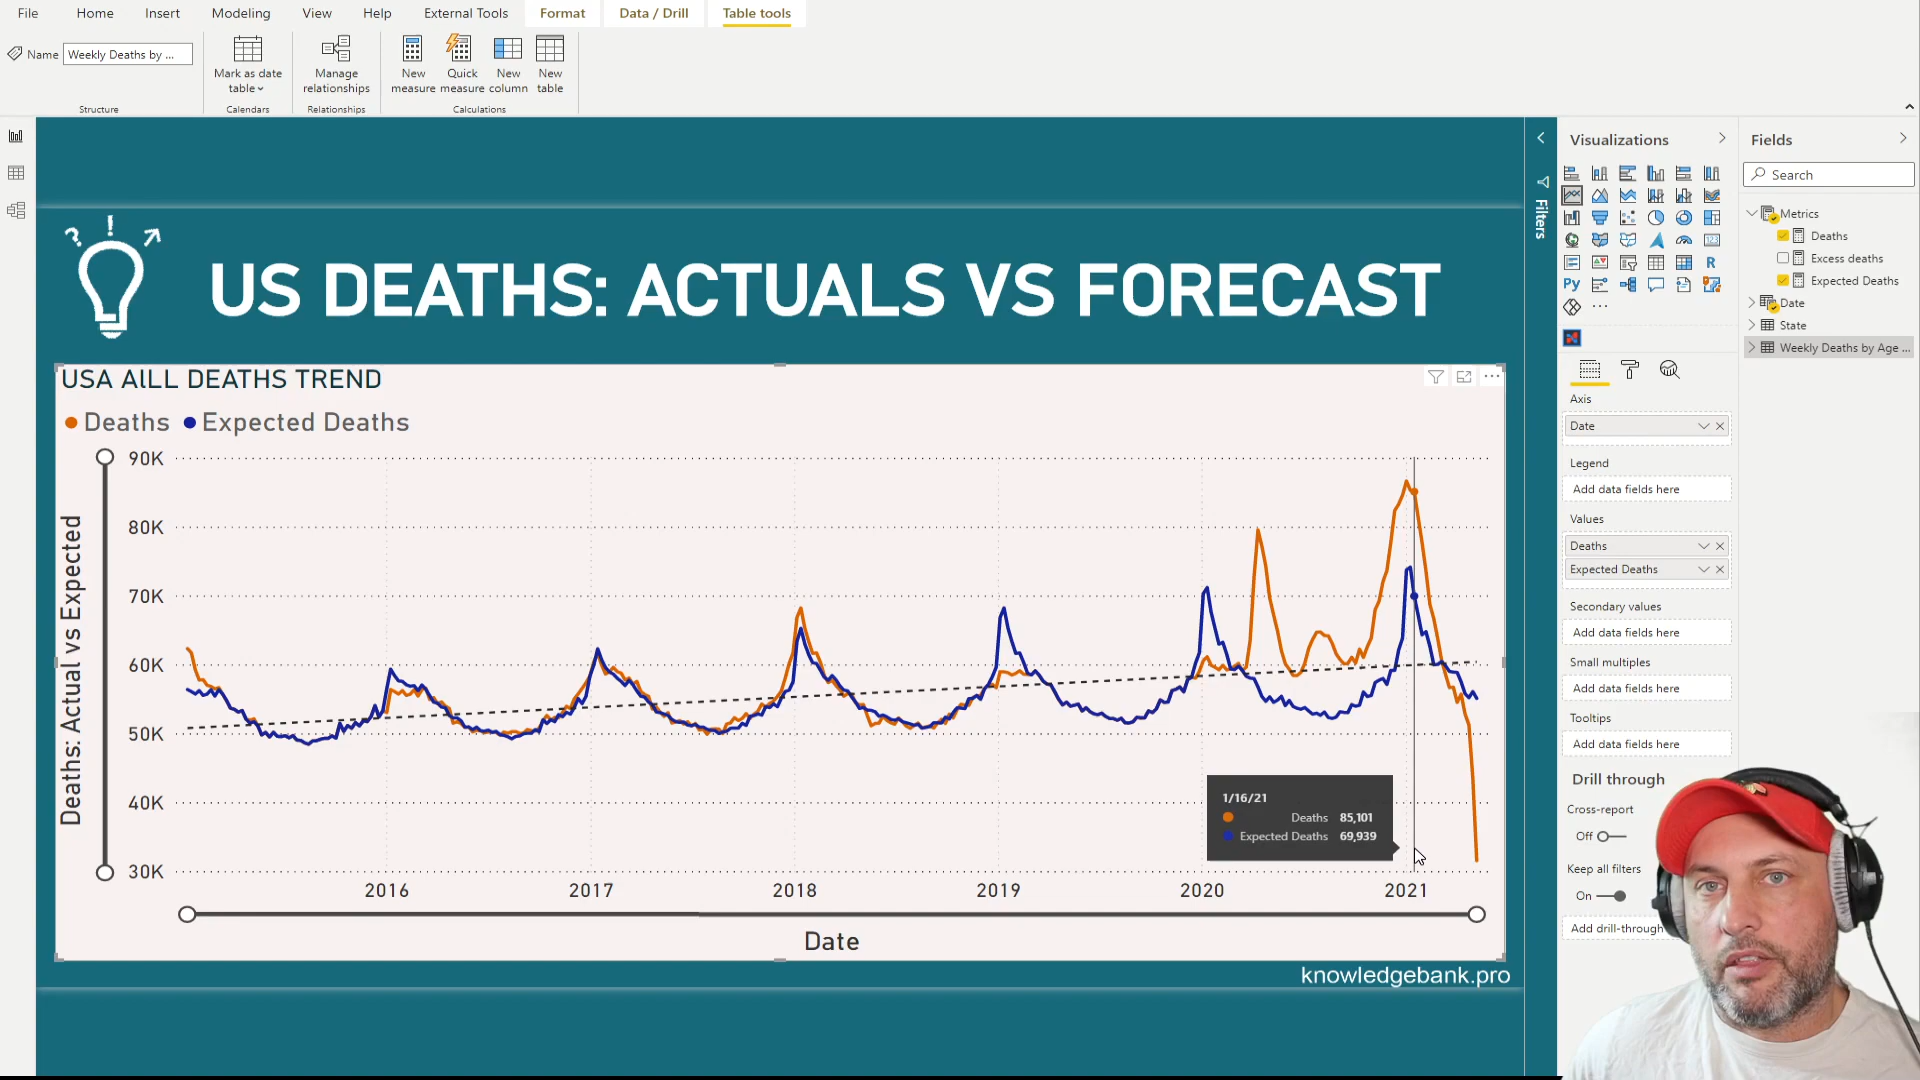 File Home Insert Modeling View Help External Tools Format Data / Drill Table tools
Name Weekly Deaths by ...
Mark as date table
Manage relationships
New measure
Quick measure
New column
New table
Structure Calendars Relationships Calculations
? ! 
US DEATHS: ACTUALS VS FORECAST
USA AlLL DEATHS TREND
Deaths Expected Deaths
Deaths: Actual vs Expected
90K
80K
70K
60K
50K
40K
30K
1/16/21
Deaths 85,101
Expected Deaths 69,939
2016 2017 2018 2019 2020 2021
Date
knowledgebank.pro
Filters
Visualizations
R
Py
123
Axis
Date
Legend
Add data fields here
Values
Deaths
Expected Deaths
Secondary values
Add data fields here
Small multiples
Add data fields here
Tooltips
Add data fields here
Drill through
Cross-report
Off
Keep all filters
On
Add drill-through
Fields
Search
Metrics
Deaths
Excess deaths
Expected Deaths
Date
State
Weekly Deaths by Age ...